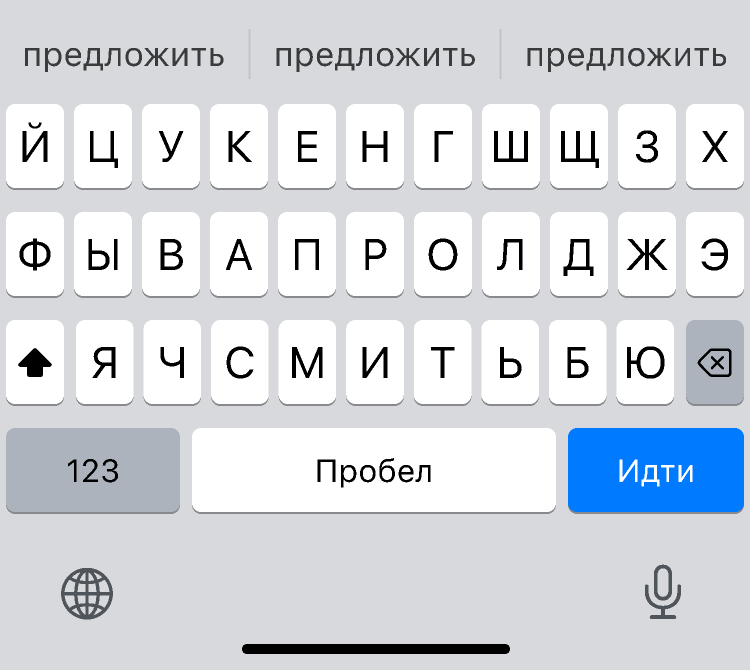 предложить предложить предложить
Й Ц У К Е Н Г Ш Щ З Х
Ф Ы В А П Р О Л Д Ж Э
Я Ч С М И Т Ь Б Ю
123 Пробел Идти